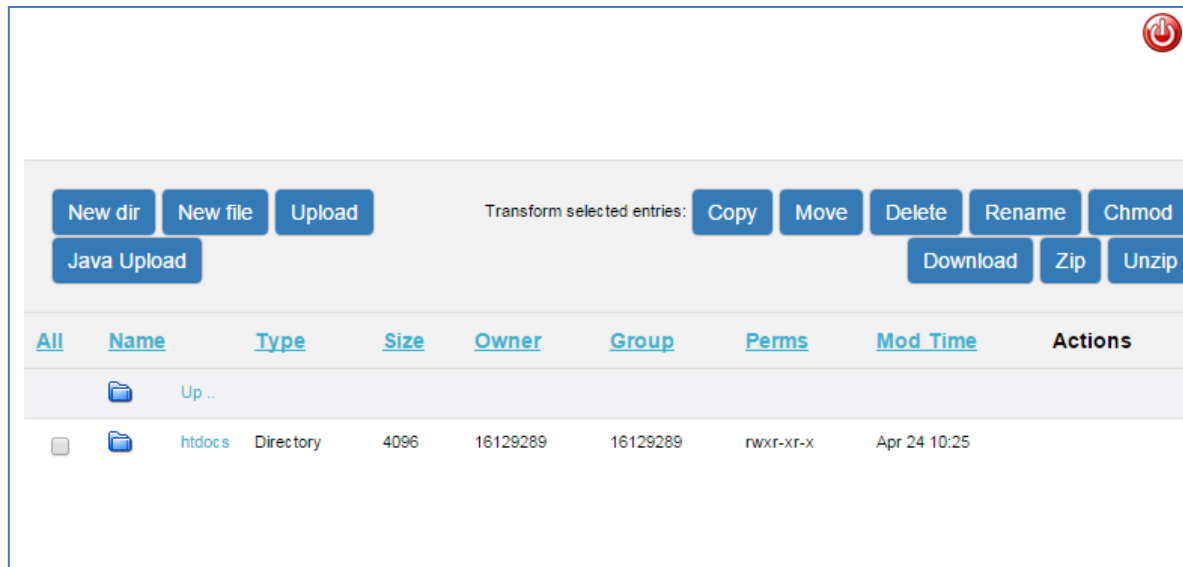 New dir New file Upload Transform selected entries: Copy Move Delete Rename Chmod
Java Upload Download Zip Unzip
All Name Type Size Owner Group Perms Mod Time Actions
Up ..
htdocs Directory 4096 16129289 16129289 rwxr-xr-x Apr 24 10:25